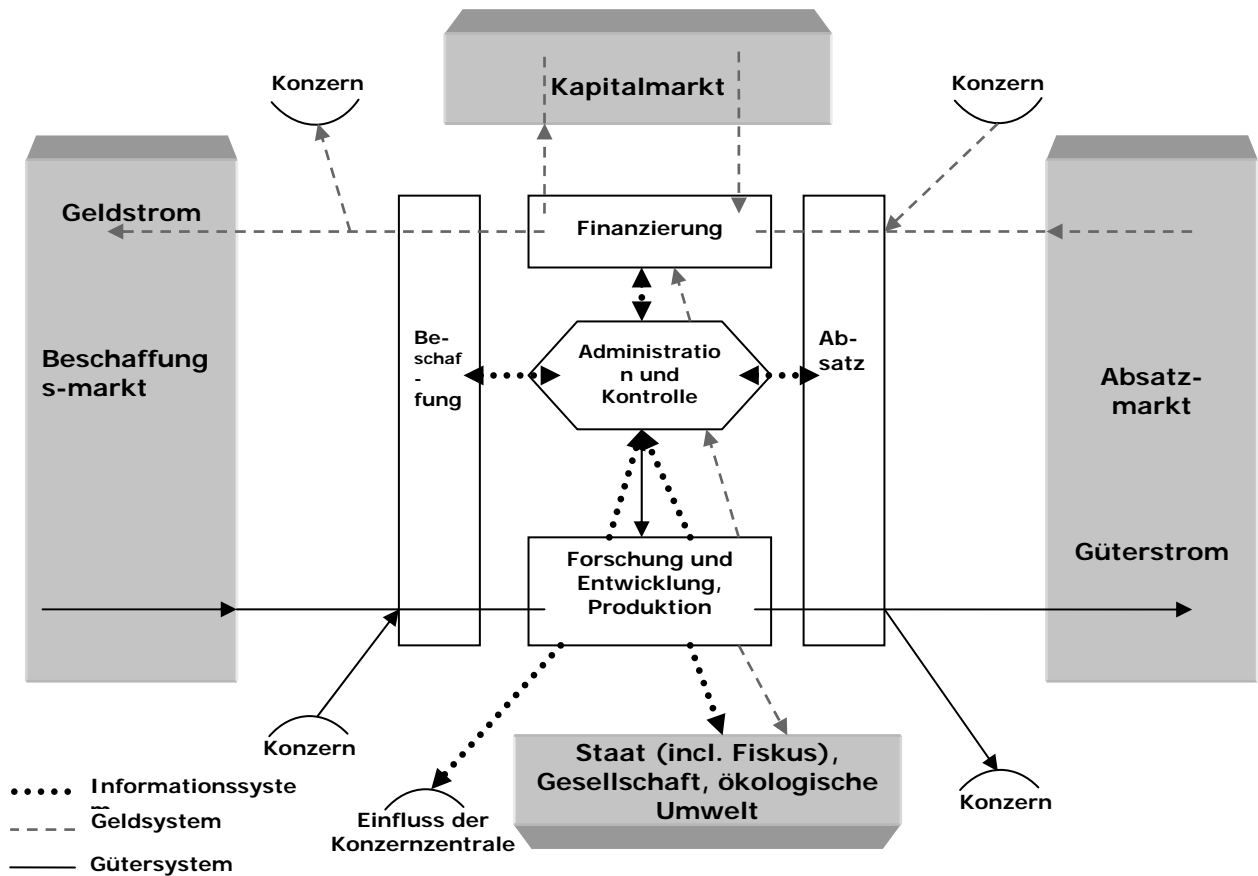 Konzern
Kapitalmarkt
Konzern
Geldstrom
Finanzierung
Beschaffung
s-markt
Be-
schaf
-
fung
Administratio
n und
Kontrolle
Ab-
satz
Absatz-
markt
Forschung und
Entwicklung,
Produktion
Güterstrom
Konzern
Staat (incl. Fiskus),
Gesellschaft, ökologische
Umwelt
Konzern
Einfluss der
Konzernzentrale
Informationssyste
m
Geldsystem
Gütersystem